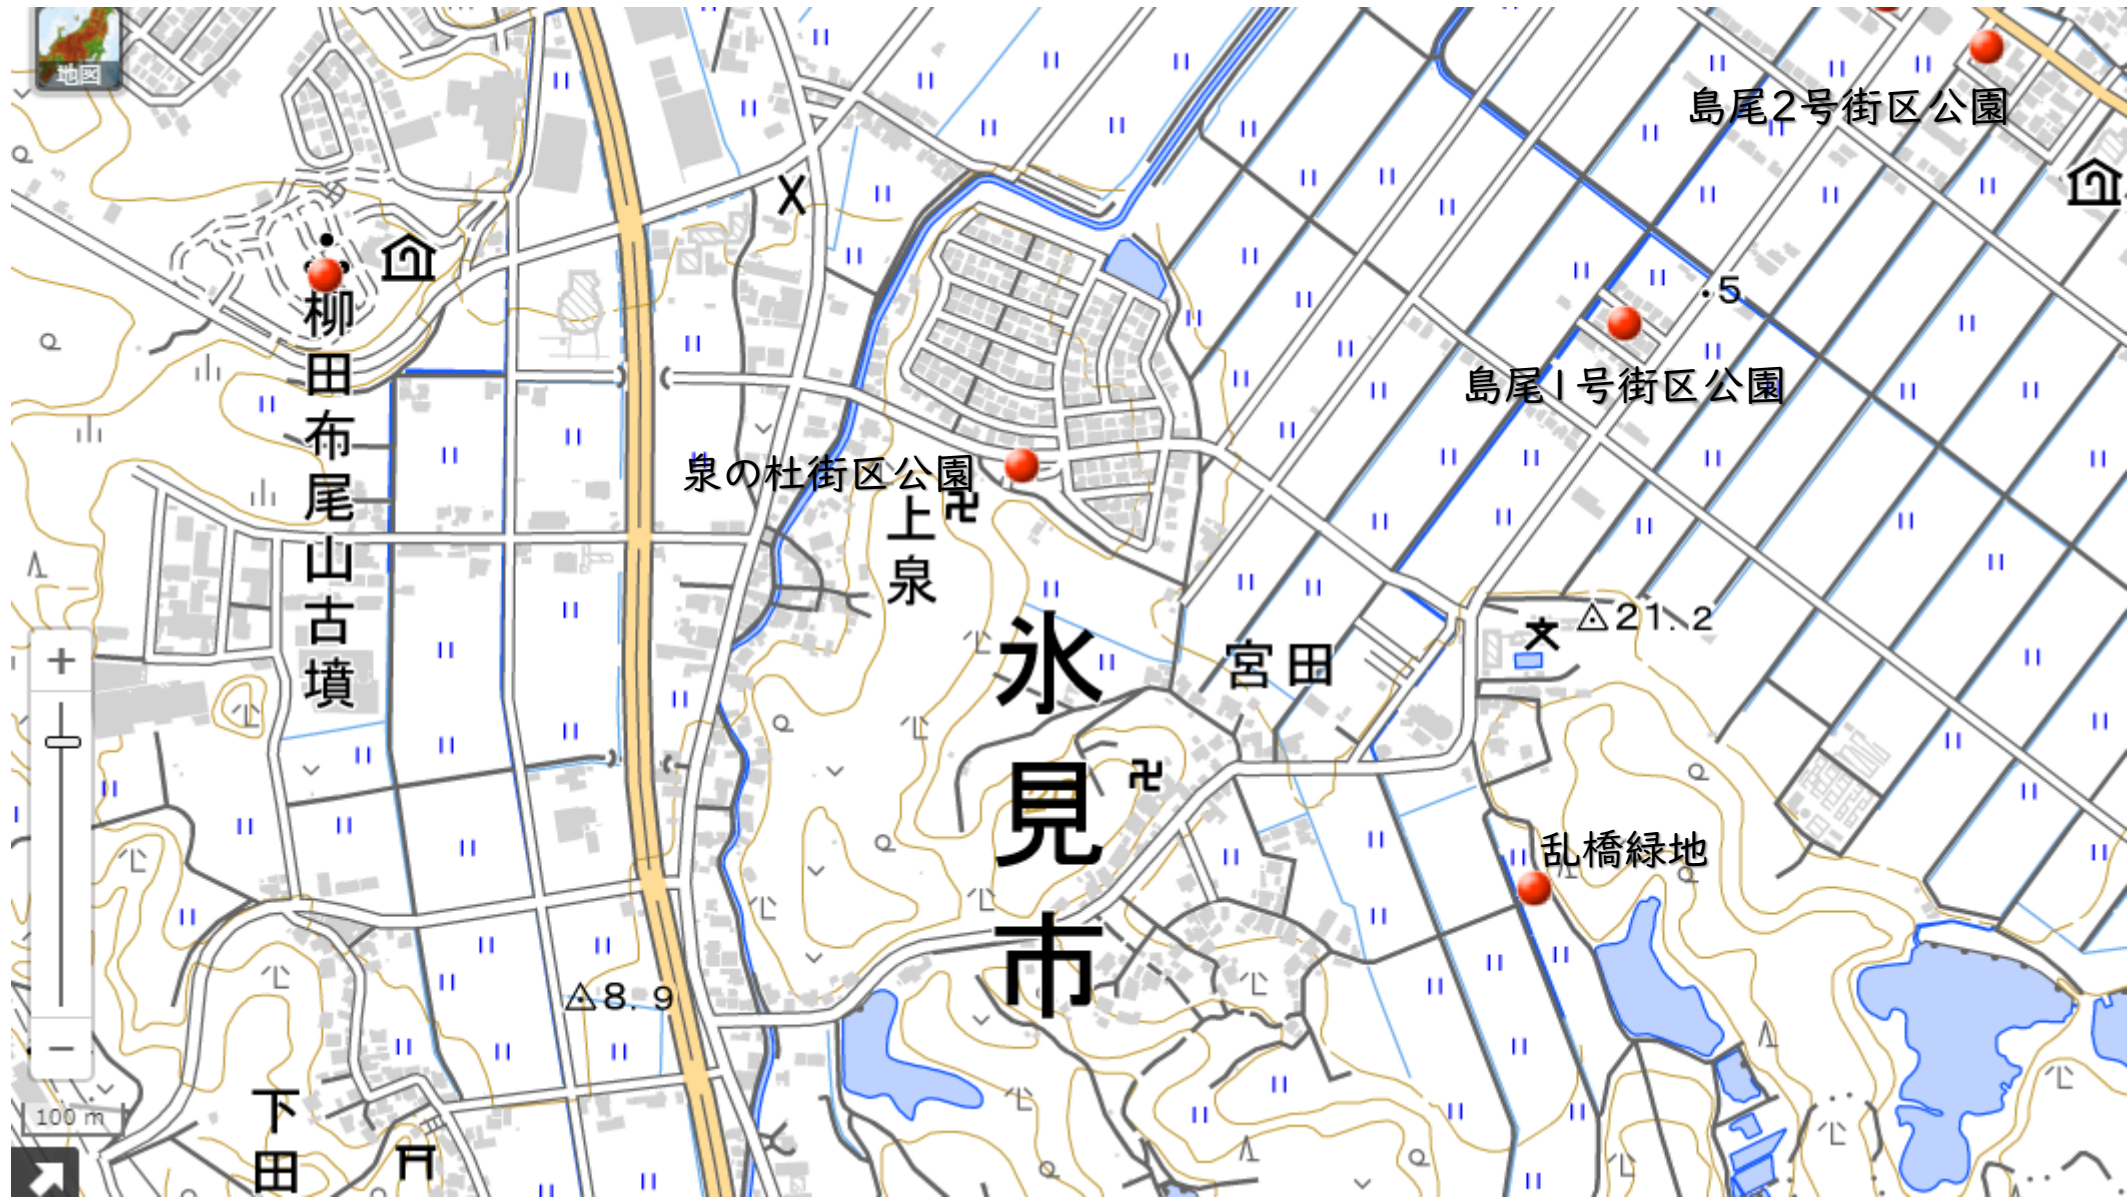 地図
島尾2号街区公園
5
島尾1号街区公園
柳田布尾山古墳
泉の杜街区公園
上泉
氷見市
宮田
21.2
乱橋緑地
8.9
下田
+
−
100 m